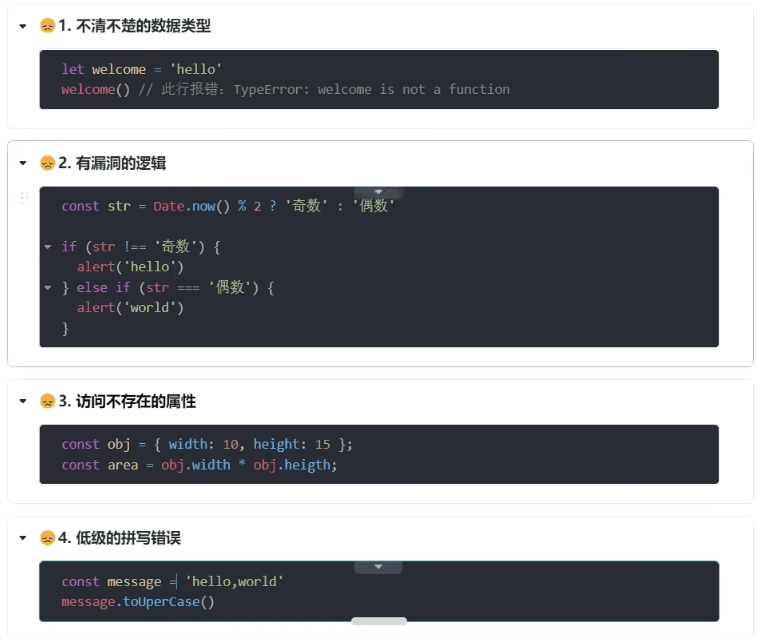 😞1. 不清不楚的数据类型
let welcome = 'hello'
welcome() // 此行报错：TypeError: welcome is not a function
😞2. 有漏洞的逻辑
const str = Date.now() % 2 ? '奇数' : '偶数'
if (str !== '奇数') {
alert('hello')
} else if (str === '偶数') {
alert('world')
}
😞3. 访问不存在的属性
const obj = { width: 10, height: 15 };
const area = obj.width * obj.heigth;
😞4. 低级的拼写错误
const message = 'hello,world'
message.toUperCase()